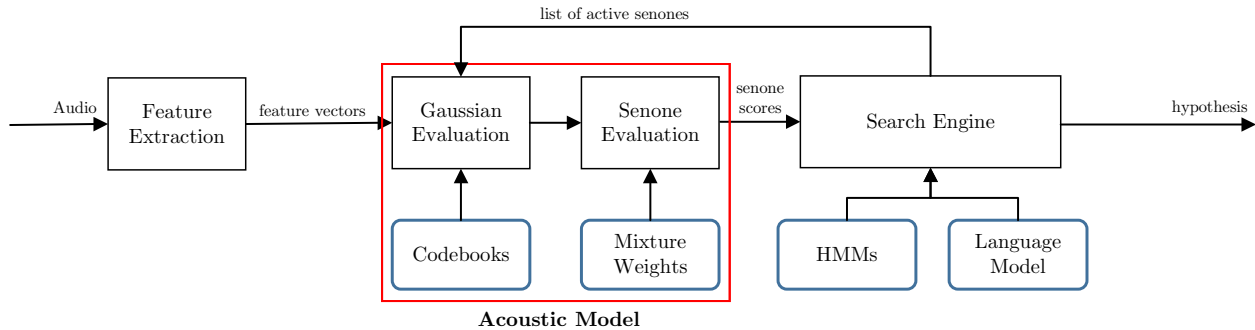 list of active senones
Audio
Feature
Extraction
feature vectors
Gaussian
Evaluation
Senone
Evaluation
senone
scores
Search Engine
hypothesis
Codebooks
Mixture
Weights
HMMs
Language
Model
Acoustic Model